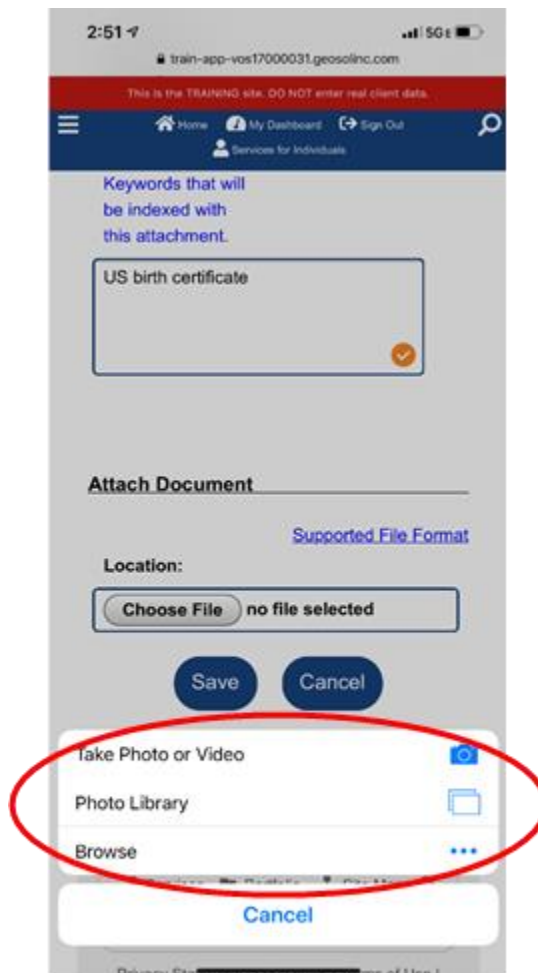 2:51 5G E
train-app-vos17000031.geosolinc.com
This is the TRAINING site. DO NOT enter real client data.
Home My Dashboard Sign Out
Services for Individuals
Keywords that will
be indexed with
this attachment.
US birth certificate
Attach Document
Supported File Format
Location:
Choose File no file selected
Save Cancel
Take Photo or Video
Photo Library
Browse
Cancel